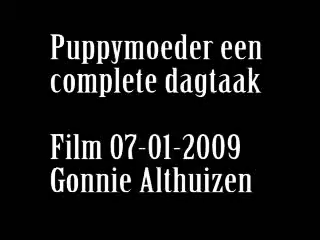 Puppymoeder een
complete dagtaak
Film 07-01-2009
Gonnie Althuizen